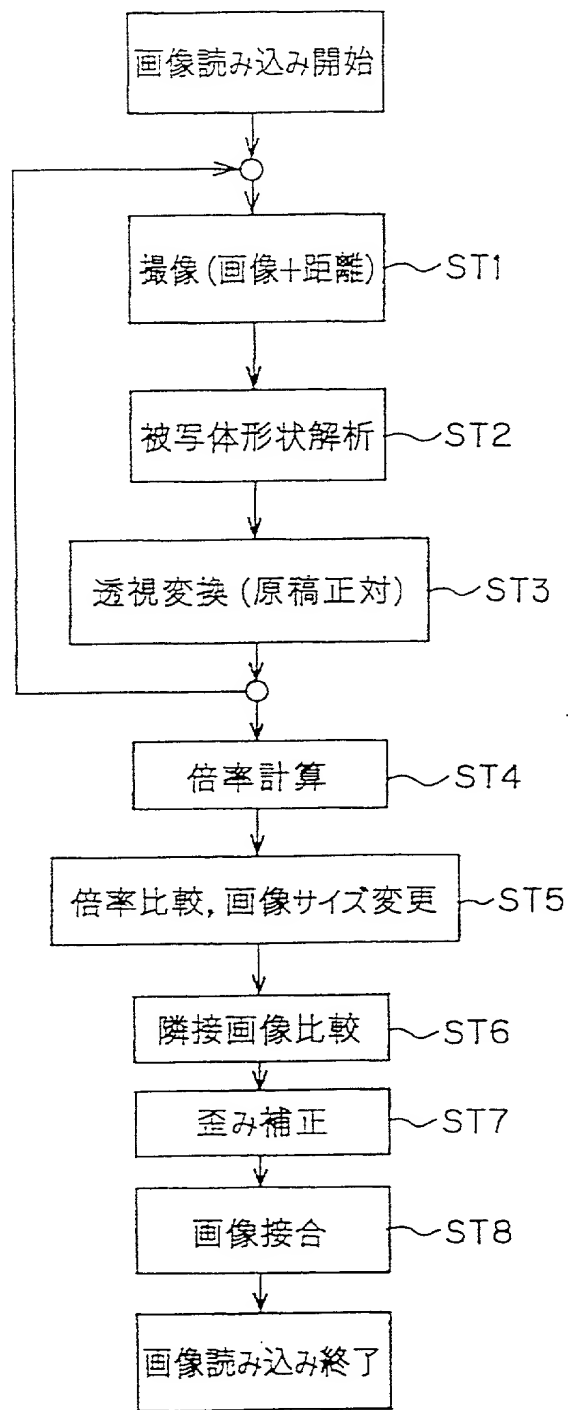 画像読み込み開始
撮像(画像+距離) ST1
被写体形状解析 ST2
透視変換(原稿正対) ST3
倍率計算 ST4
倍率比較,画像サイズ変更 ST5
隣接画像比較 ST6
歪み補正 ST7
画像接合 ST8
画像読み込み終了